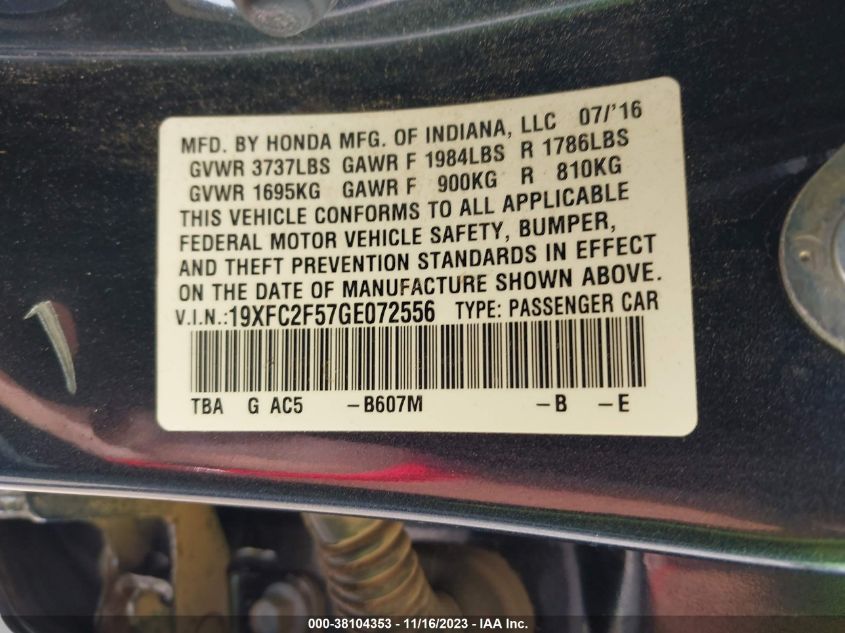 MFD. BY HONDA MFG. OF INDIANA, LLC 07/'16
GVWR 3737LBS GAWR F 1984LBS R 1786LBS
GVWR 1695KG GAWR F 900KG R 810KG
THIS VEHICLE CONFORMS TO ALL APPLICABLE
FEDERAL MOTOR VEHICLE SAFETY, BUMPER,
AND THEFT PREVENTION STANDARDS IN EFFECT
ON THE DATE OF MANUFACTURE SHOWN ABOVE.
V.I.N.:19XFC2F57GE072556 TYPE: PASSENGER CAR
TBA G AC5 -B607M -B -E
000-38104353 - 11/16/2023 - IAA Inc.